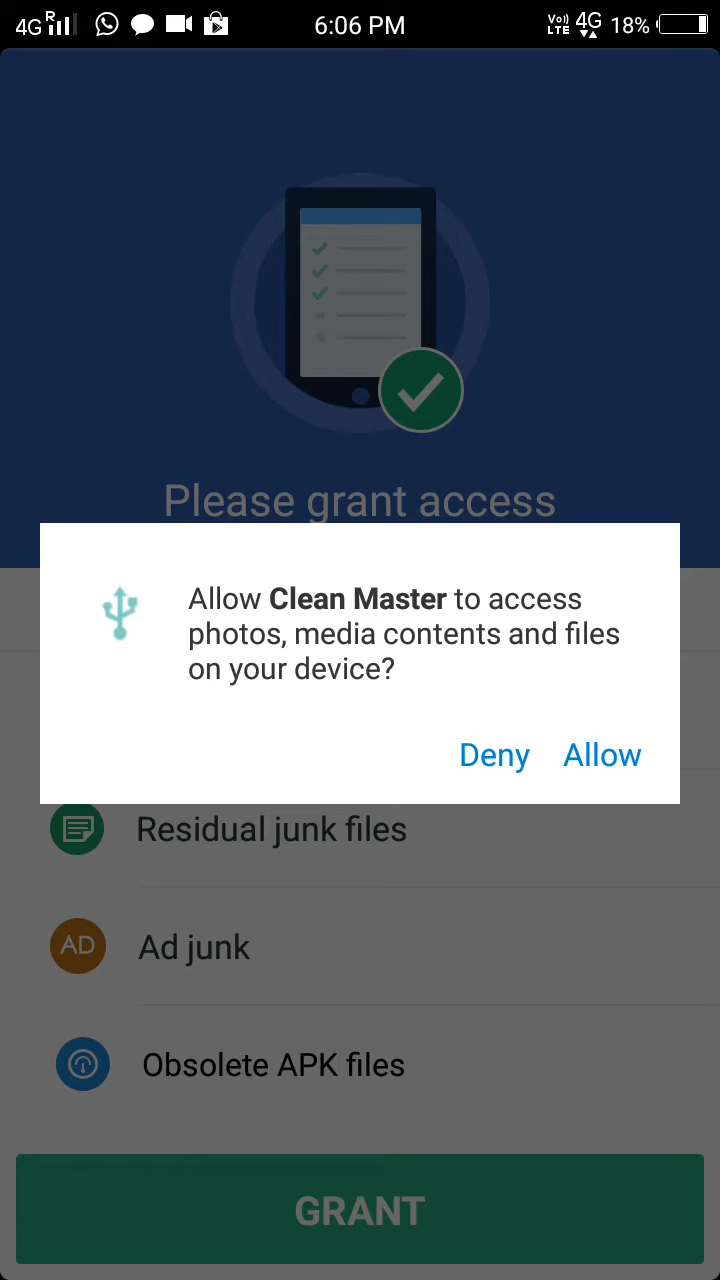 4G R 6:06 PM Vo)) LTE 4G 18%
Please grant access
Allow Clean Master to access
photos, media contents and files
on your device?
Deny Allow
Residual junk files
AD Ad junk
Obsolete APK files
GRANT